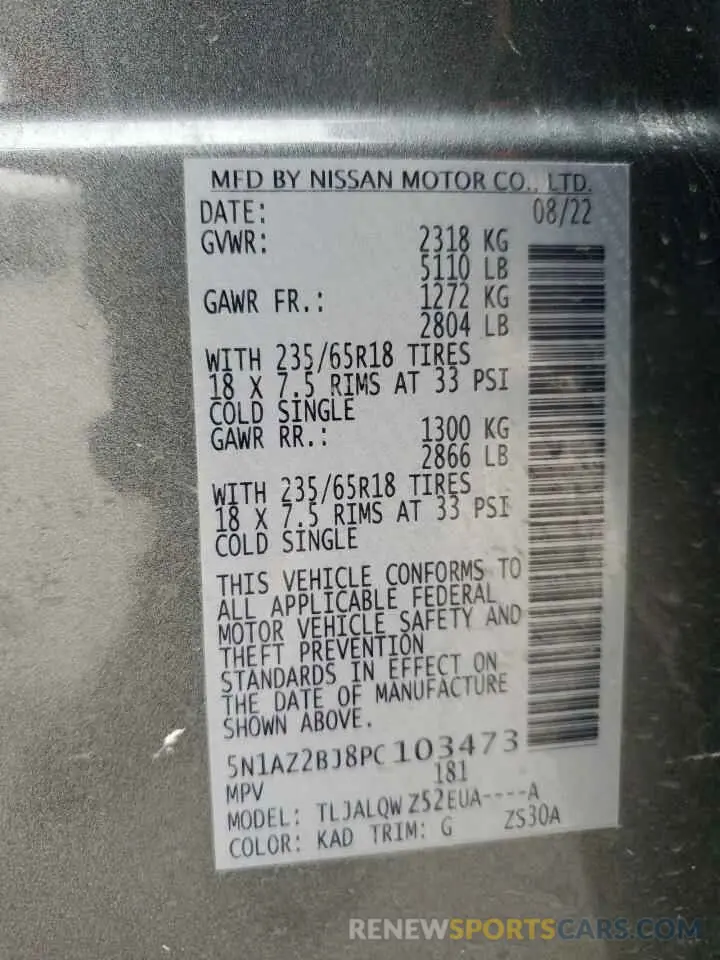 MFD BY NISSAN MOTOR CO., LTD.
DATE: 08/22
GVWR: 2318 KG
5110 LB
GAWR FR.: 1272 KG
2804 LB
WITH 235/65R18 TIRES
18 X 7.5 RIMS AT 33 PSI
COLD SINGLE
GAWR RR.: 1300 KG
2866 LB
WITH 235/65R18 TIRES
18 X 7.5 RIMS AT 33 PSI
COLD SINGLE
THIS VEHICLE CONFORMS TO
ALL APPLICABLE FEDERAL
MOTOR VEHICLE SAFETY AND
THEFT PREVENTION
STANDARDS IN EFFECT ON
THE DATE OF MANUFACTURE
SHOWN ABOVE.
5N1AZ2BJ8PC103473
MPV 181
MODEL: TLJALQWZ52EUA----A
COLOR: KAD TRIM: G ZS30A
RENEWSPORTSCARS.COM